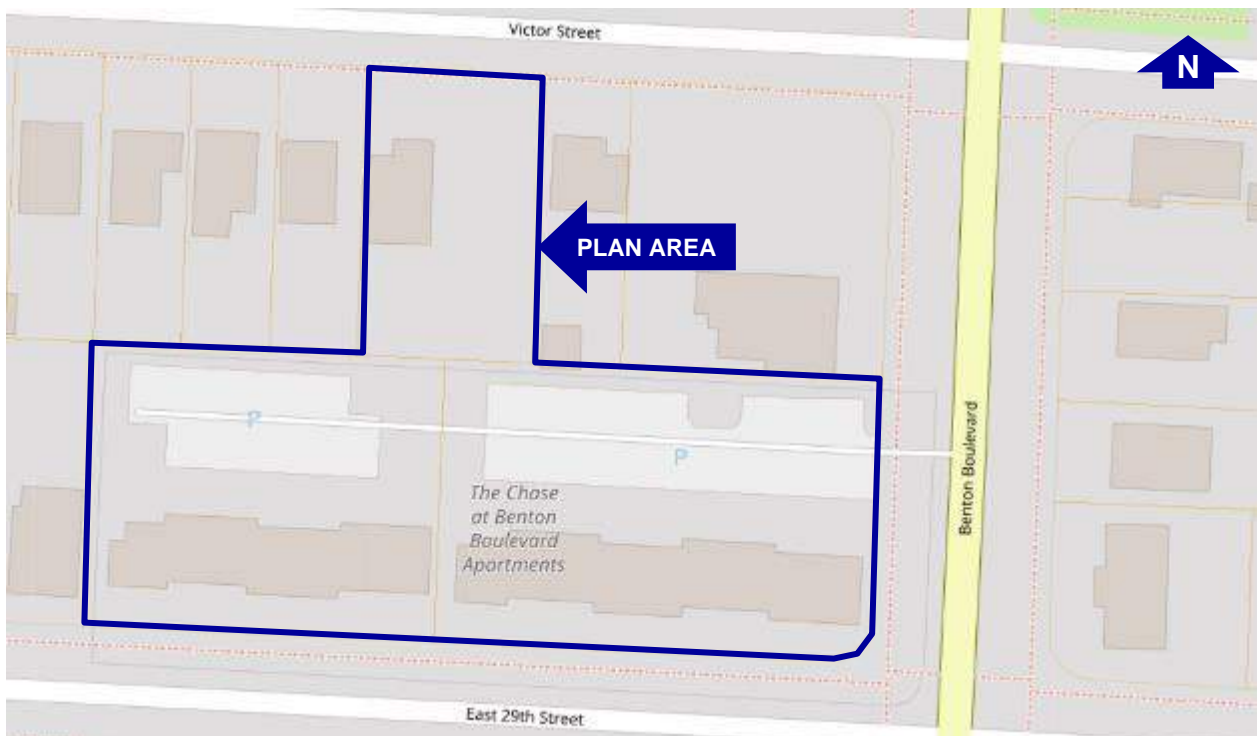 Victor Street
N
PLAN AREA
P
P
The Chase
at Benton
Boulevard
Apartments
Benton Boulevard
East 29th Street